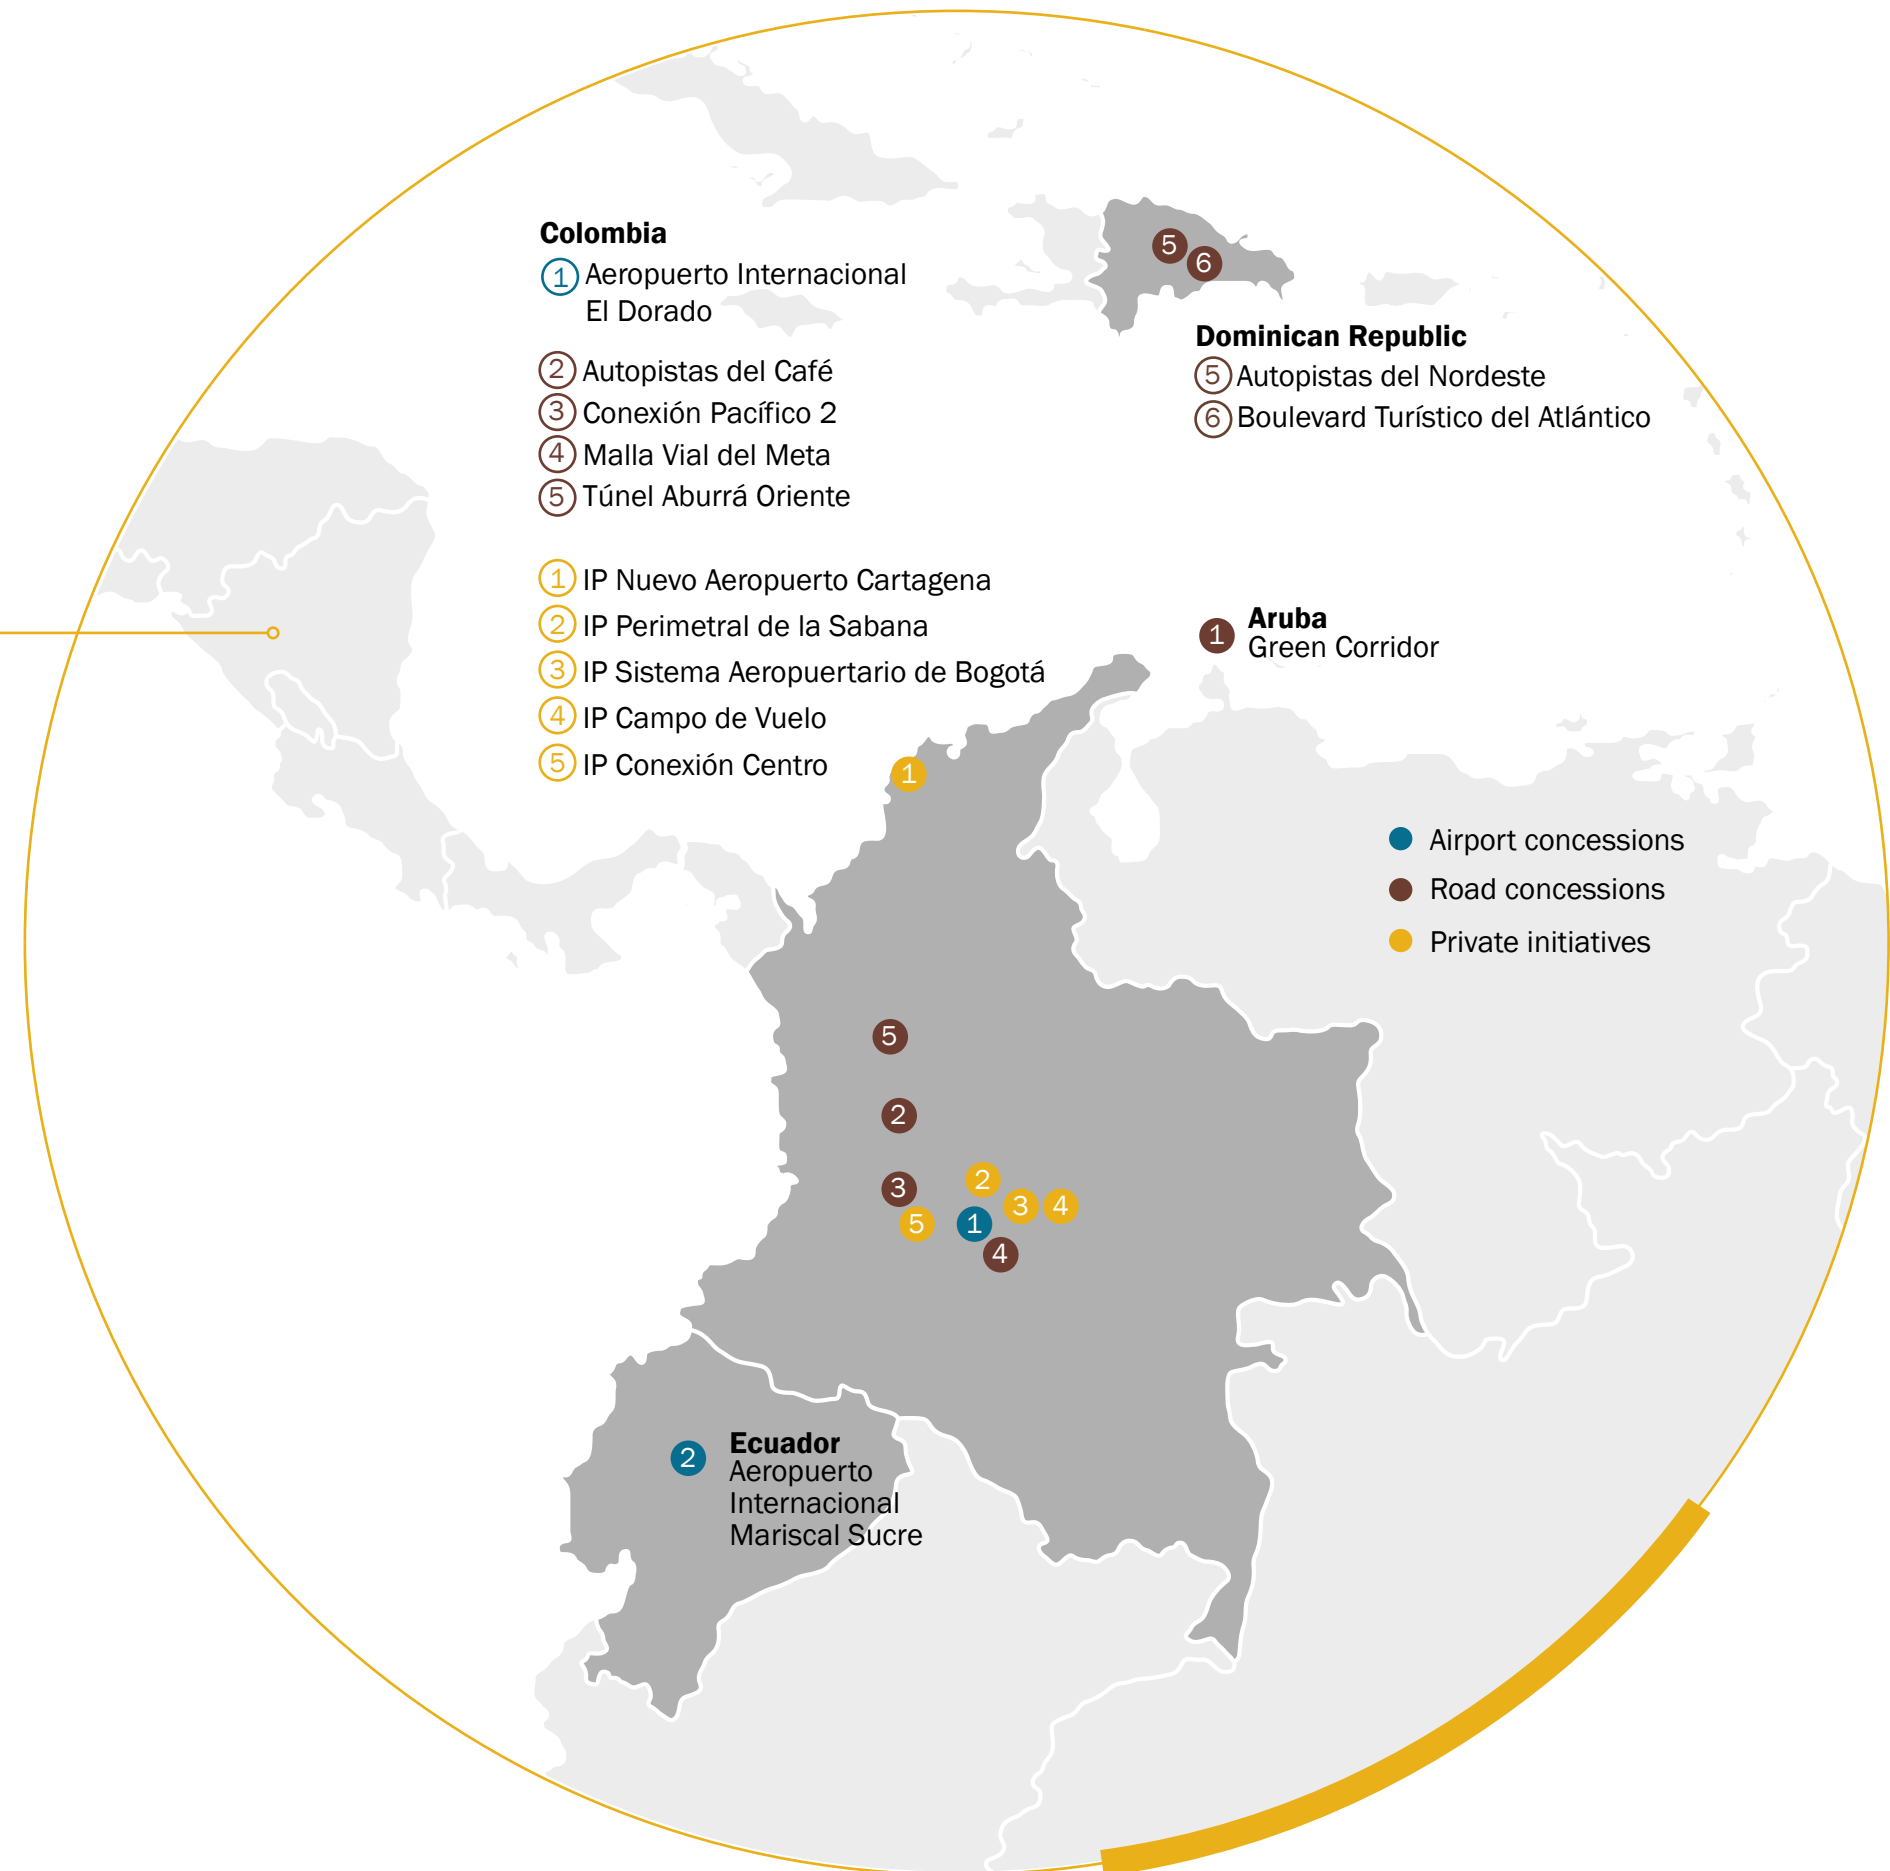 Colombia
1 Aeropuerto Internacional
El Dorado
2 Autopistas del Café
3 Conexión Pacífico 2
4 Malla Vial del Meta
5 Túnel Aburrá Oriente
1 IP Nuevo Aeropuerto Cartagena
2 IP Perimetral de la Sabana
3 IP Sistema Aeropuertario de Bogotá
4 IP Campo de Vuelo
5 IP Conexión Centro
5
6
Dominican Republic
5 Autopistas del Nordeste
6 Boulevard Turístico del Atlántico
1 Aruba
Green Corridor
1
Airport concessions
Road concessions
Private initiatives
5
2
3
2
3
4
5
1
4
2 Ecuador
Aeropuerto
Internacional
Mariscal Sucre